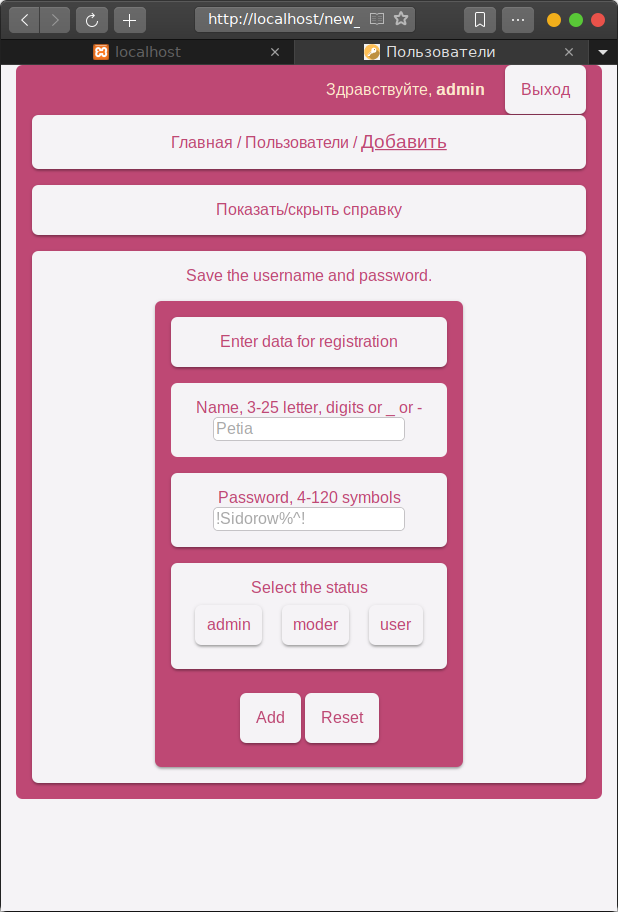 http://localhost/new_
localhost
Пользователи
Здравствуйте, admin
Выход
Главная / Пользователи / Добавить
Показать/скрыть справку
Save the username and password.
Enter data for registration
Name, 3-25 letter, digits or _ or -
Petia
Password, 4-120 symbols
!Sidorow%^!
Select the status
admin moder user
Add Reset